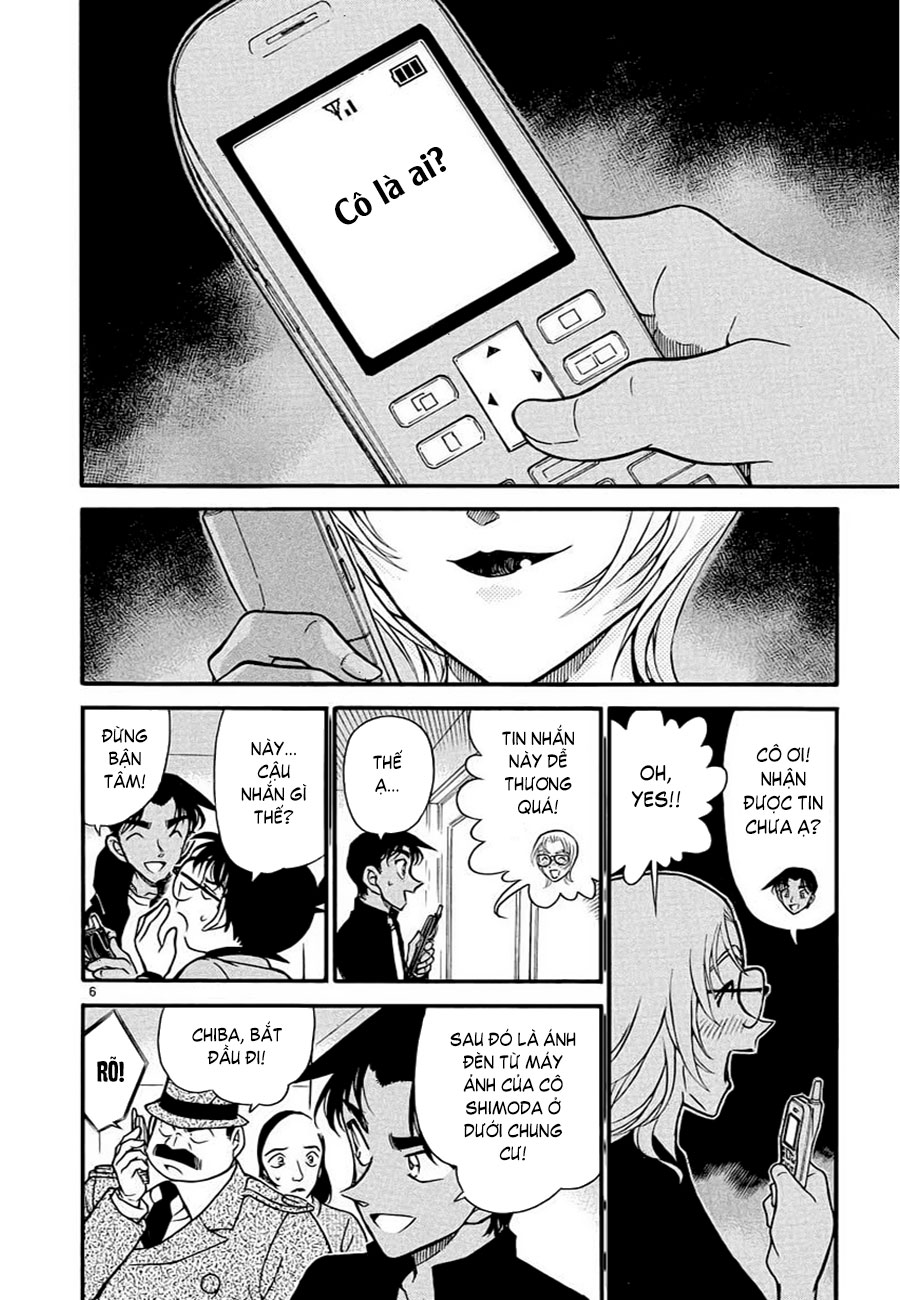 Cô là ai?
CÔ ƠI!
NHẬN
ĐƯỢC TIN
CHƯA Ạ?
OH,
YES!!
TIN NHẮN
NÀY DỄ
THƯƠNG
QUÁ!
THẾ
Ạ...
NÀY...
CẬU
NHẮN GÌ
THẾ?
ĐỪNG
BẬN
TÂM!
6
SAU ĐÓ LÀ ÁNH
ĐÈN TỪ MÁY
ẢNH CỦA CÔ
SHIMODA Ở
DƯỚI CHUNG
CƯ!
CHIBA, BẮT
ĐẦU ĐI!
RÕ!